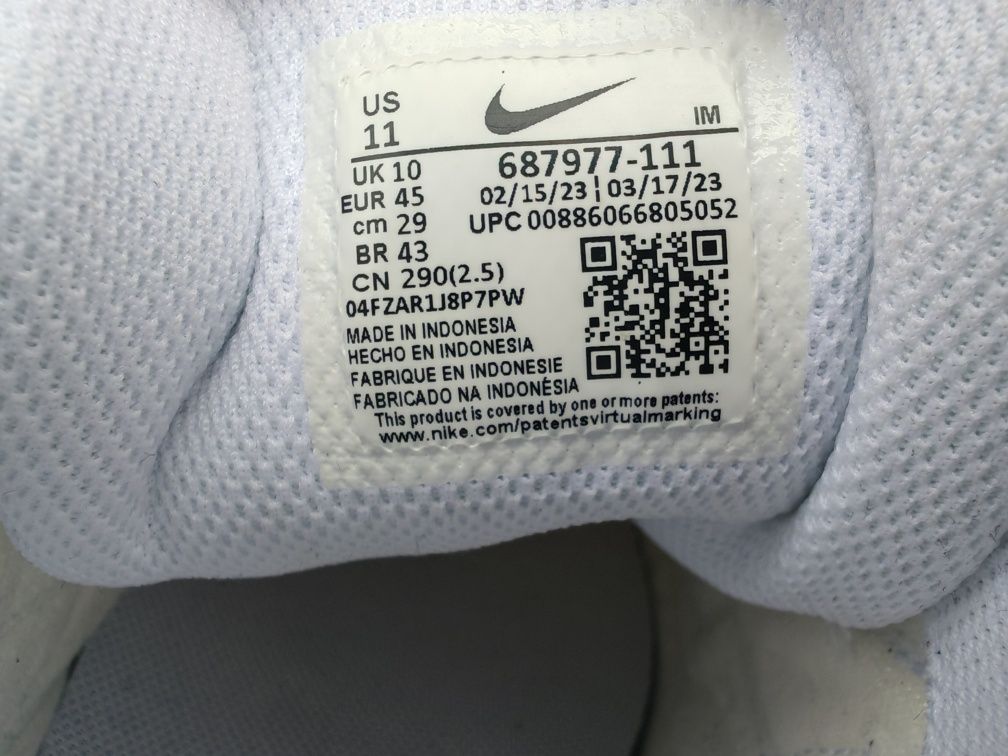 US
11
IM
UK 10
EUR 45
cm 29
BR 43
CN 290(2.5)
687977-111
02/15/23 ¦ 03/17/23
UPC 00886066805052
04FZAR1J8P7PW
MADE IN INDONESIA
HECHO EN INDONESIA
FABRIQUE EN INDONESIE
FABRICADO NA INDONÉSIA
This product is covered by one or more patents:
www.nike.com/patentsvirtualmarking